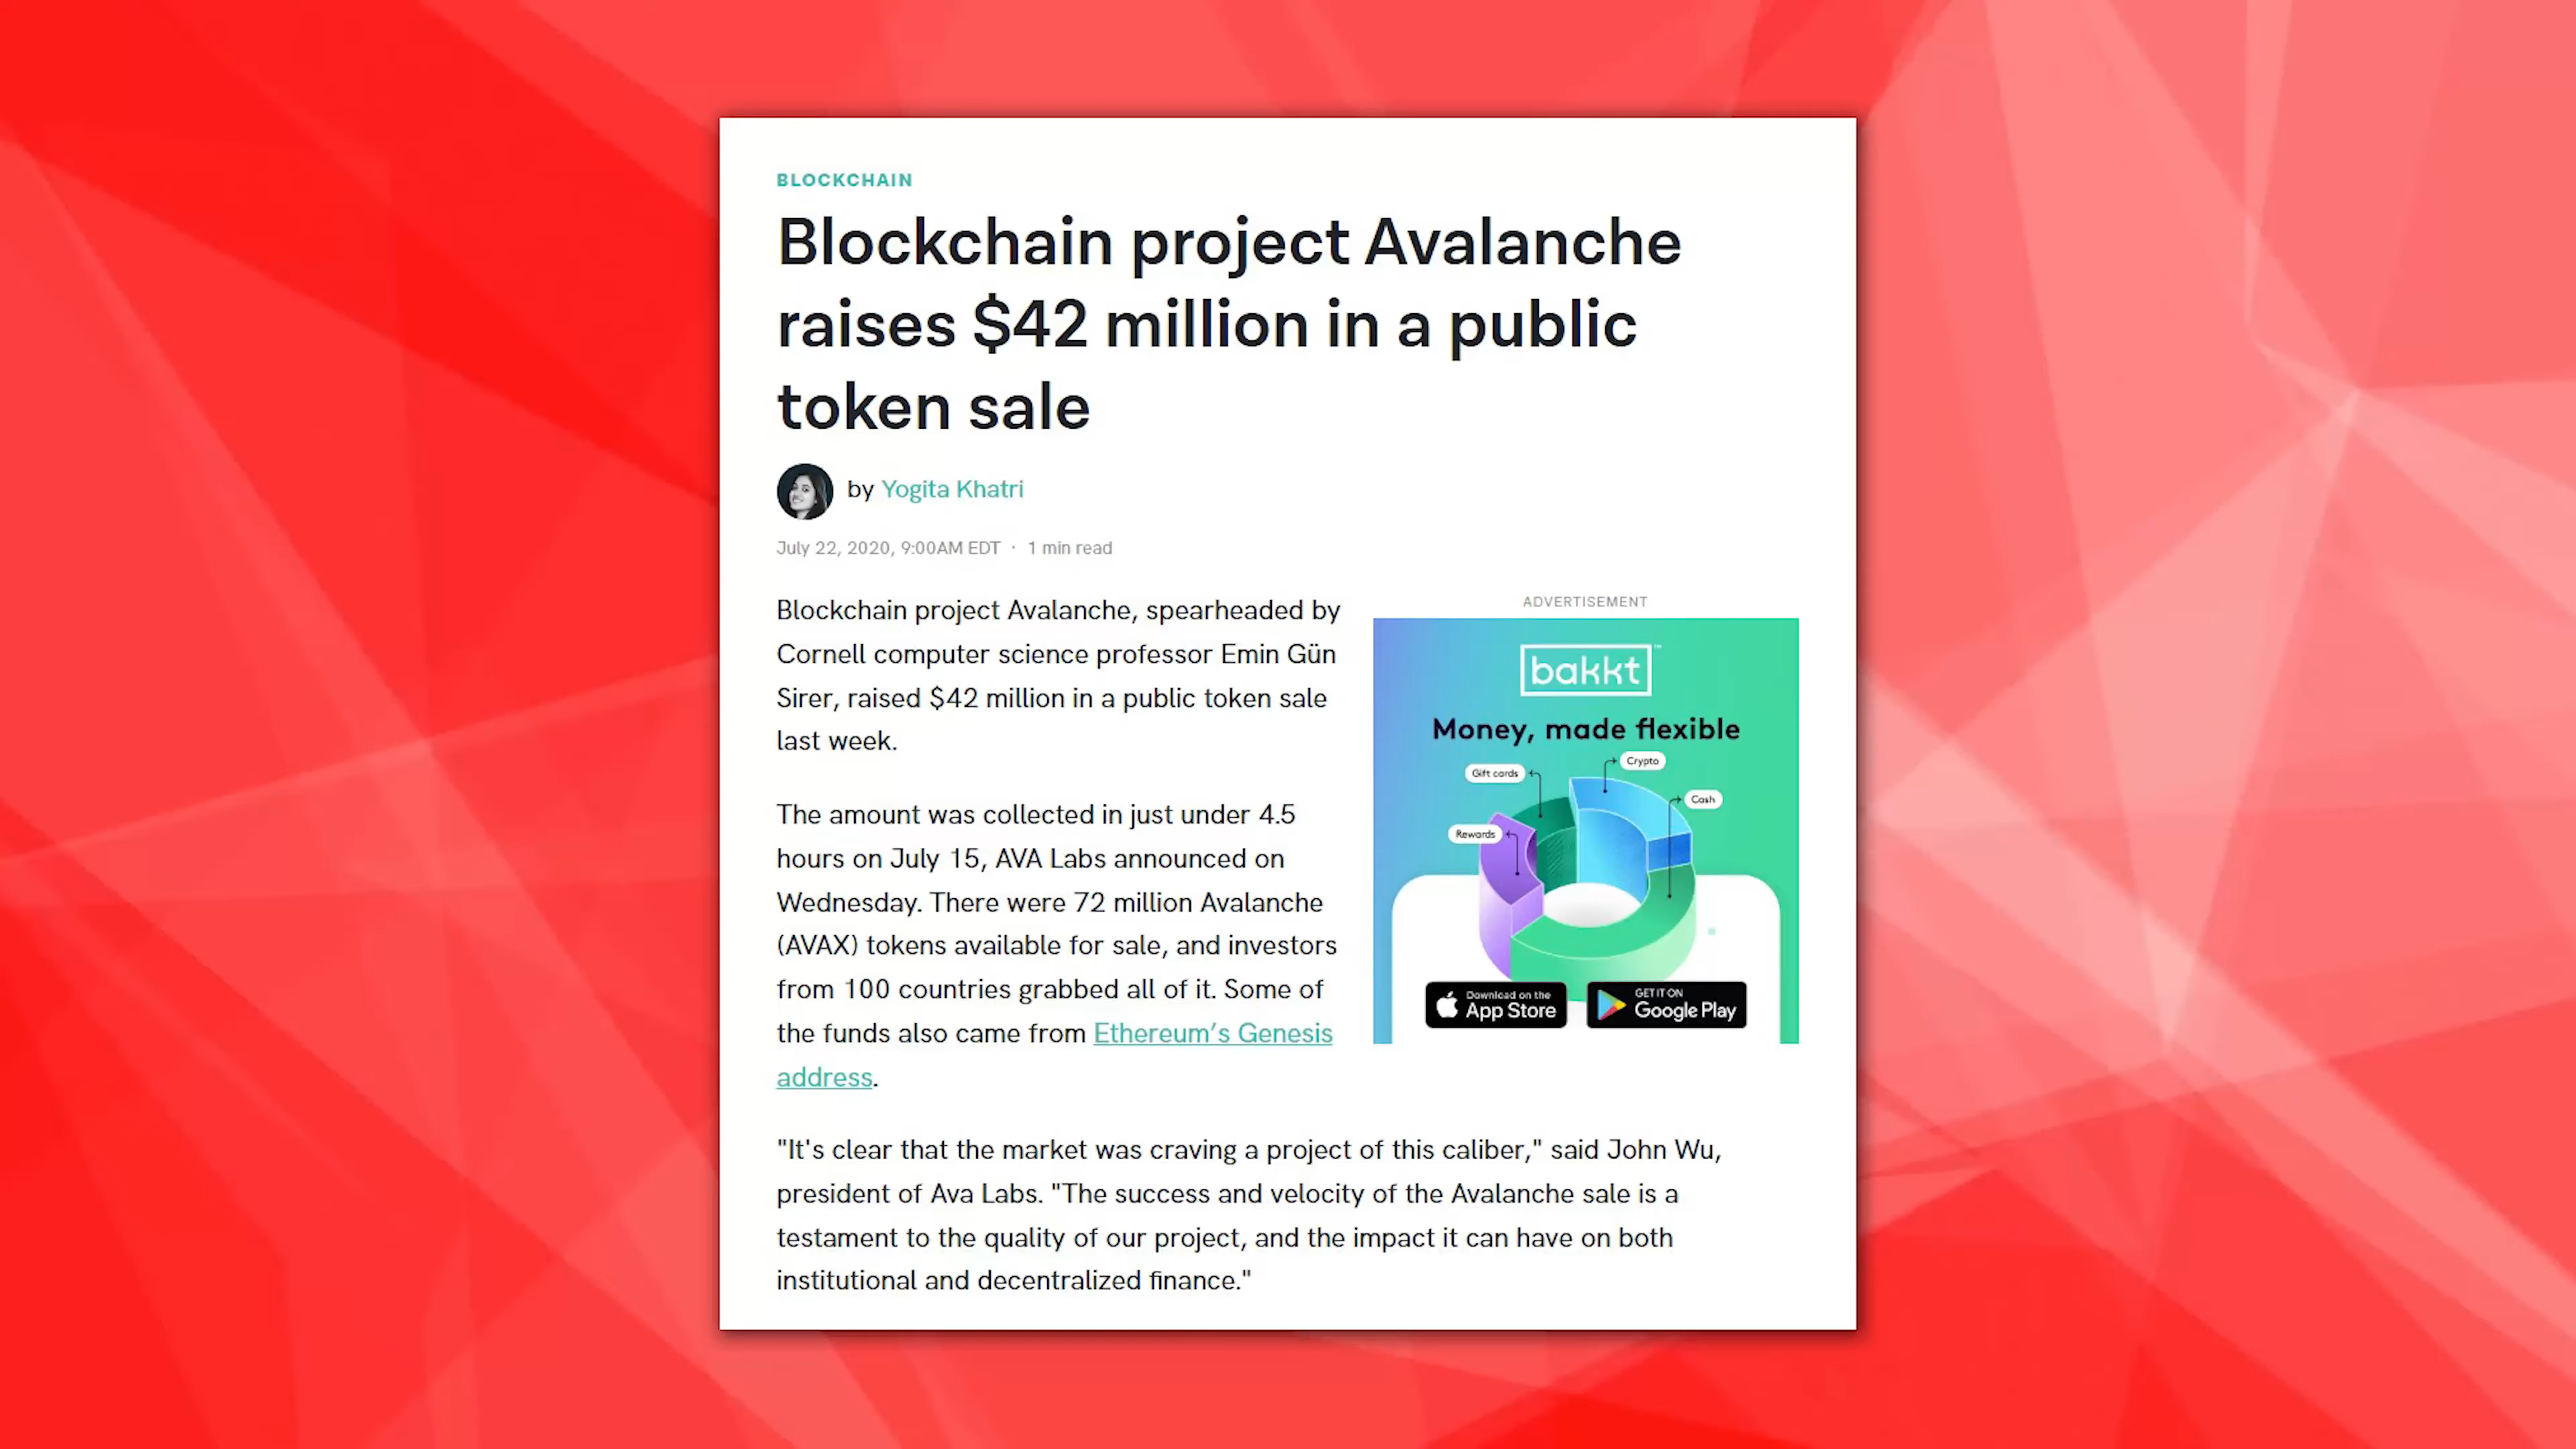 BLOCKCHAIN
Blockchain project Avalanche
raises $42 million in a public
token sale
by Yogita Khatri
July 22, 2020, 9:00AM EDT · 1 min read
Blockchain project Avalanche, spearheaded by
Cornell computer science professor Emin Gün
Sirer, raised $42 million in a public token sale
last week.
The amount was collected in just under 4.5
hours on July 15, AVA Labs announced on
Wednesday. There were 72 million Avalanche
(AVAX) tokens available for sale, and investors
from 100 countries grabbed all of it. Some of
the funds also came from Ethereum’s Genesis
address.
ADVERTISEMENT
bakkt™
Money, made flexible
Crypto
Gift cards
Cash
Rewards
Download on the
App Store
GET IT ON
Google Play
"It's clear that the market was craving a project of this caliber," said John Wu,
president of Ava Labs. "The success and velocity of the Avalanche sale is a
testament to the quality of our project, and the impact it can have on both
institutional and decentralized finance."